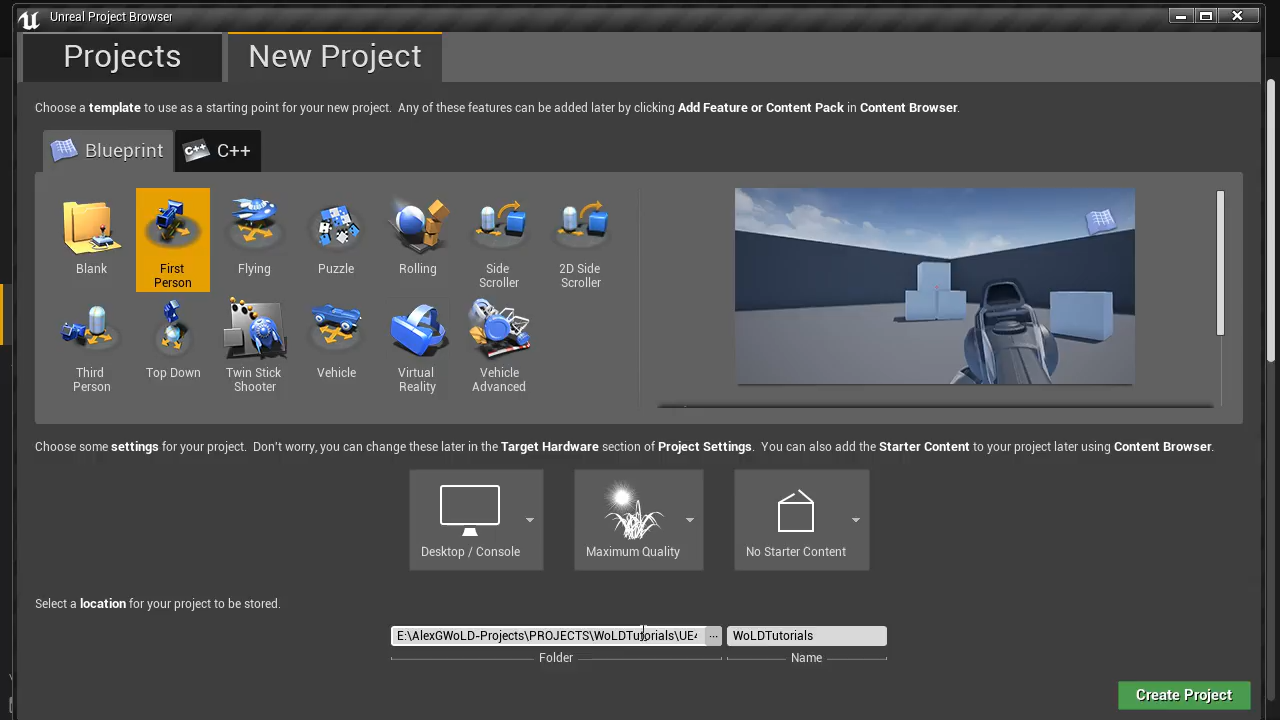 Unreal Project Browser
Projects
New Project
Choose a template to use as a starting point for your new project. Any of these features can be added later by clicking Add Feature or Content Pack in Content Browser.
Blueprint
C++
C++
Blank
First
Person
Flying
Puzzle
Rolling
Side
Scroller
2D Side
Scroller
Third
Person
Top Down
Twin Stick
Shooter
Vehicle
Virtual
Reality
Vehicle
Advanced
Choose some settings for your project. Don't worry, you can change these later in the Target Hardware section of Project Settings. You can also add the Starter Content to your project later using Content Browser.
Desktop / Console
Maximum Quality
No Starter Content
Select a location for your project to be stored.
E:\AlexGWoLD-Projects\PROJECTS\WoLDTutorials\UE4
...
WoLDTutorials
Folder
Name
Create Project